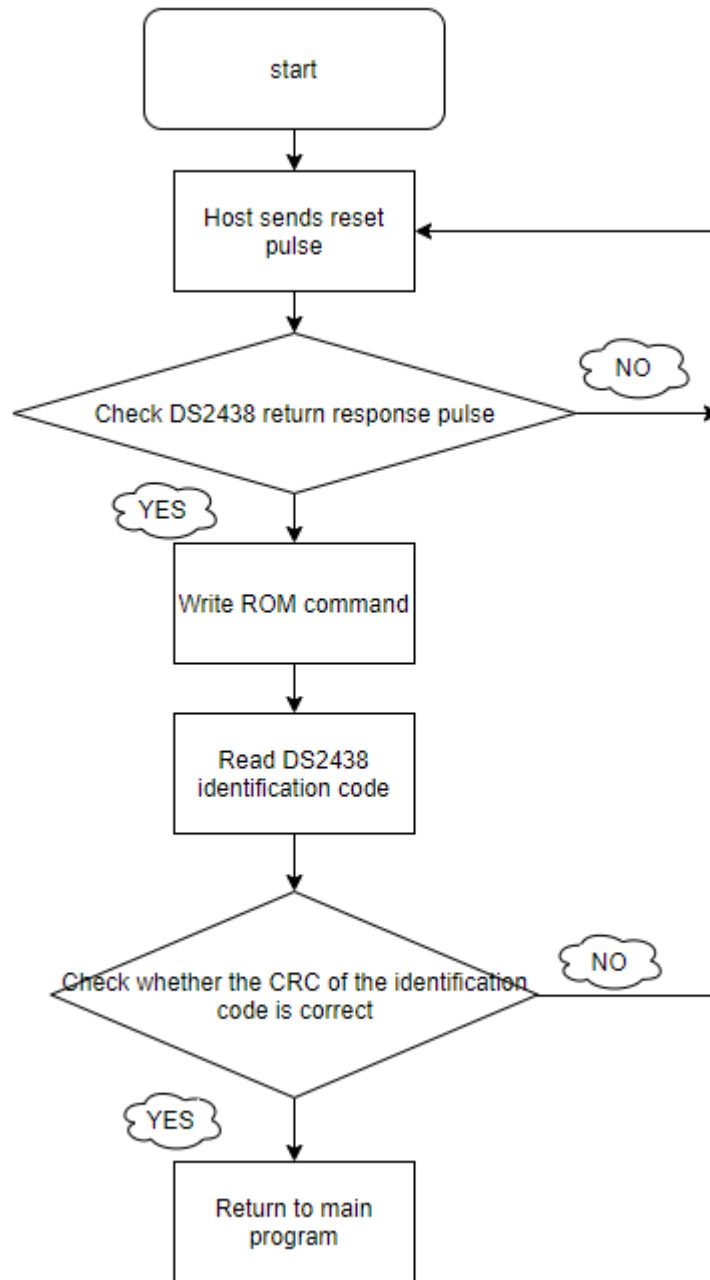 start
Host sends reset
pulse
NO
Check DS2438 return response pulse
YES
Write ROM command
Read DS2438
identification code
NO
Check whether the CRC of the identification
code is correct
YES
Return to main
program